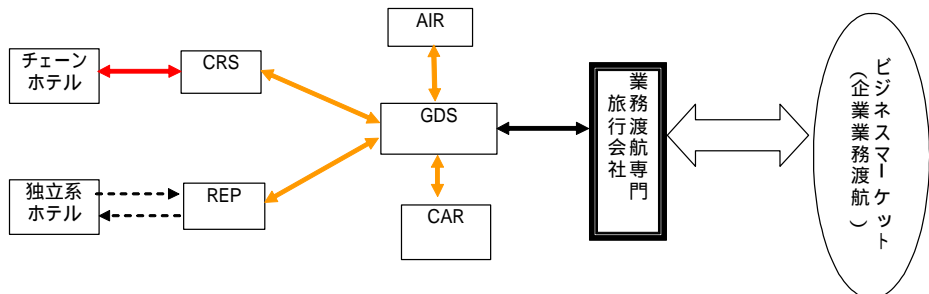 チェーン
ホテル
CRS
AIR
GDS
独立系
ホテル
REP
CAR
業務渡航専門
旅行会社
ビジネスマーケット
（企業業務渡航）